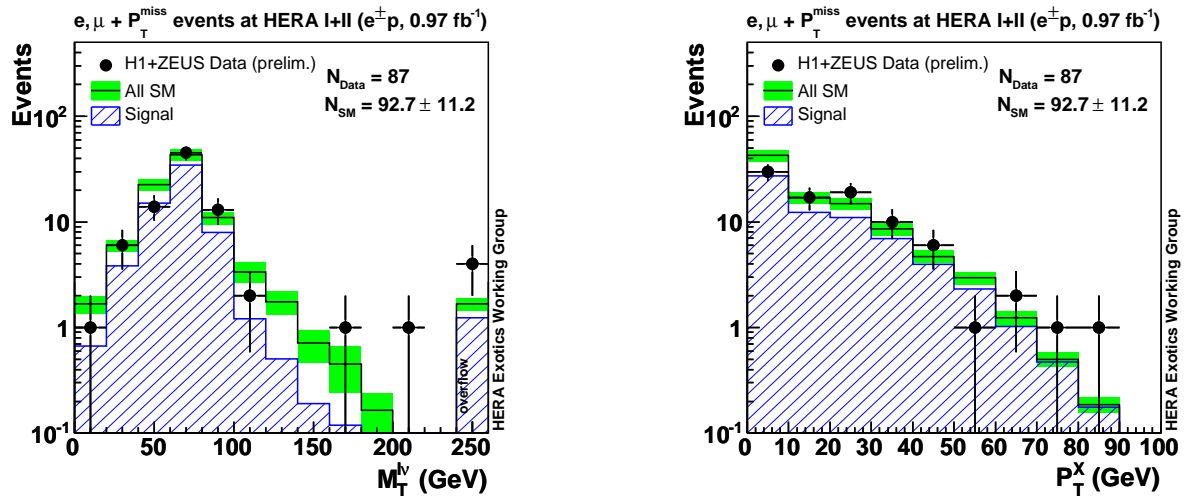 e, μ + P_T^miss events at HERA I+II (e±p, 0.97 fb⁻¹)
Events
H1+ZEUS Data (prelim.)
All SM
Signal
N_Data = 87
N_SM = 92.7 ± 11.2
10²
10
1
10⁻¹
overflow
HERA Exotics Working Group
0 50 100 150 200 250
M_T^lν (GeV)
e, μ + P_T^miss events at HERA I+II (e±p, 0.97 fb⁻¹)
Events
H1+ZEUS Data (prelim.)
All SM
Signal
N_Data = 87
N_SM = 92.7 ± 11.2
10²
10
1
10⁻¹
HERA Exotics Working Group
0 10 20 30 40 50 60 70 80 90 100
P_T^X (GeV)